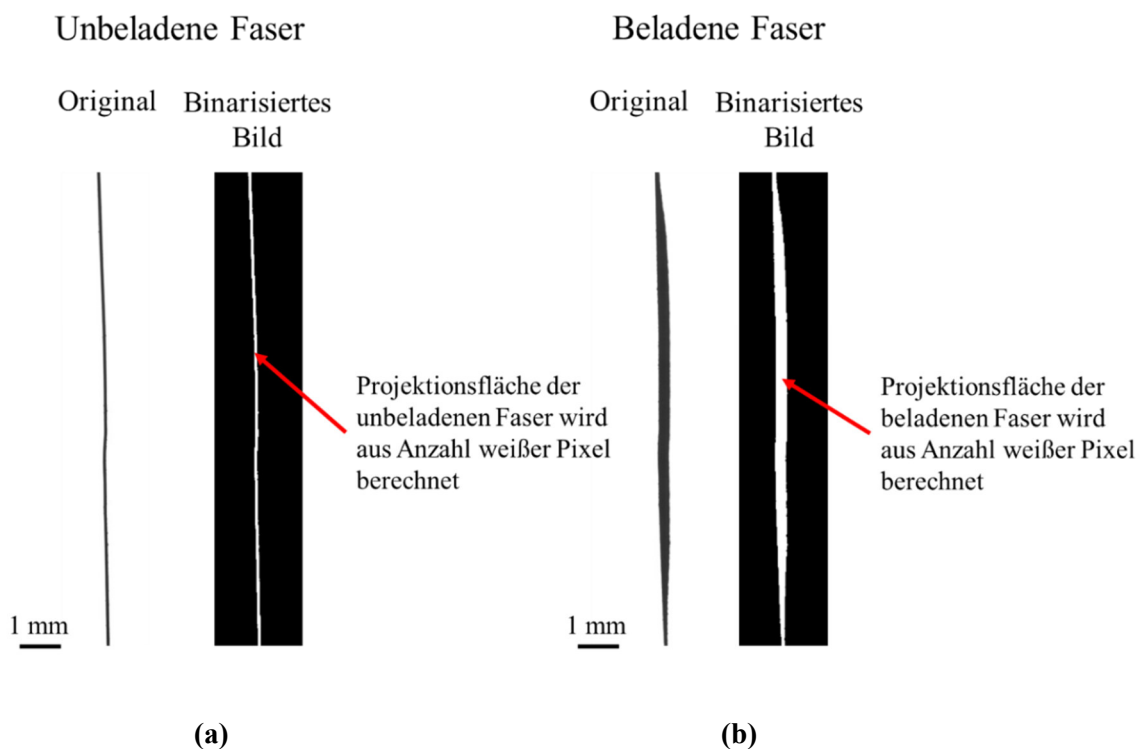 Unbeladene Faser
Original
Binarisiertes
Bild
Projektionsfläche der
unbeladenen Faser wird
aus Anzahl weißer Pixel
berechnet
1 mm
(a)
Beladene Faser
Original
Binarisiertes
Bild
Projektionsfläche der
beladenen Faser wird
aus Anzahl weißer Pixel
berechnet
1 mm
(b)